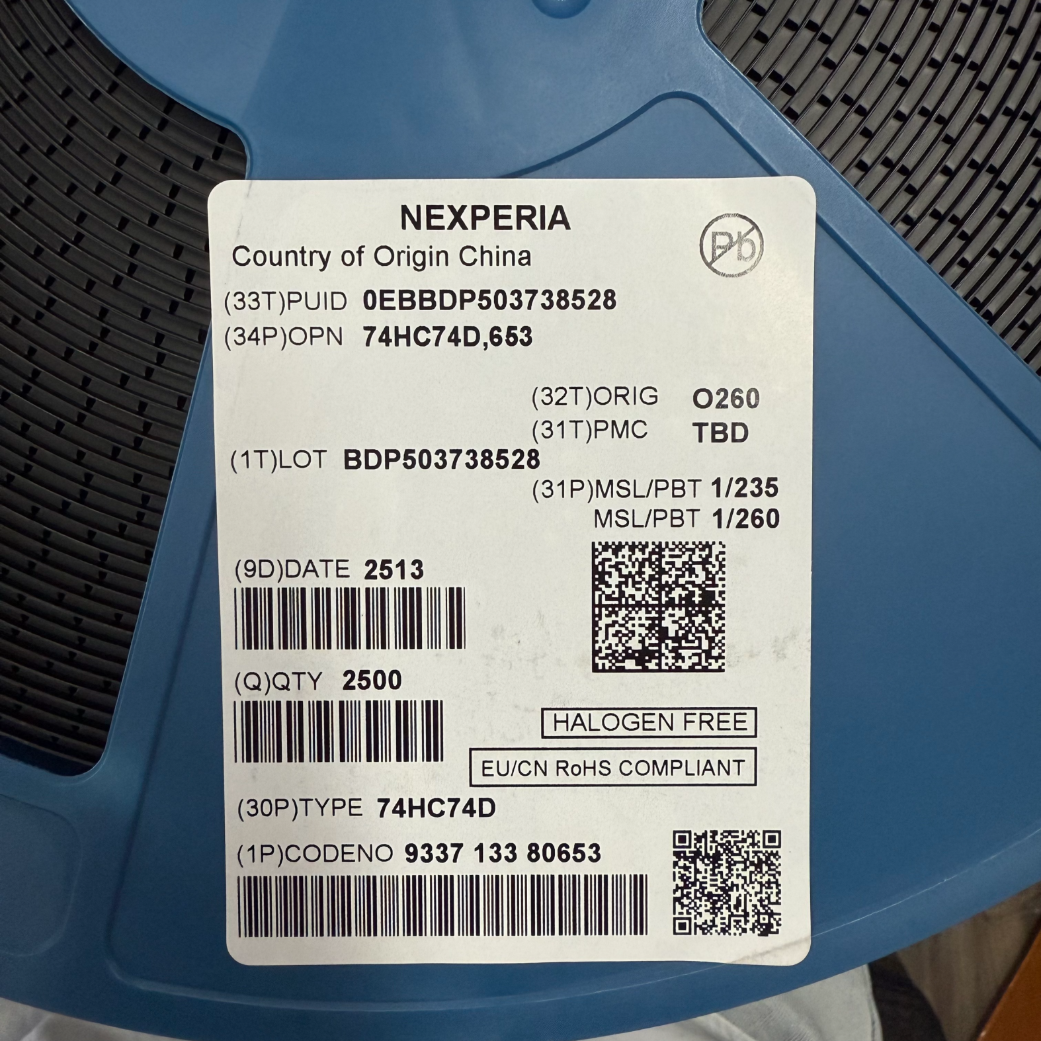 NEXPERIA
Country of Origin China
Pb
(33T)PUID 0EBBDP503738528
(34P)OPN 74HC74D,653
(32T)ORIG O260
(31T)PMC TBD
(1T)LOT BDP503738528
(31P)MSL/PBT 1/235
MSL/PBT 1/260
(9D)DATE 2513
(Q)QTY 2500
HALOGEN FREE
EU/CN RoHS COMPLIANT
(30P)TYPE 74HC74D
(1P)CODENO 9337 133 80653